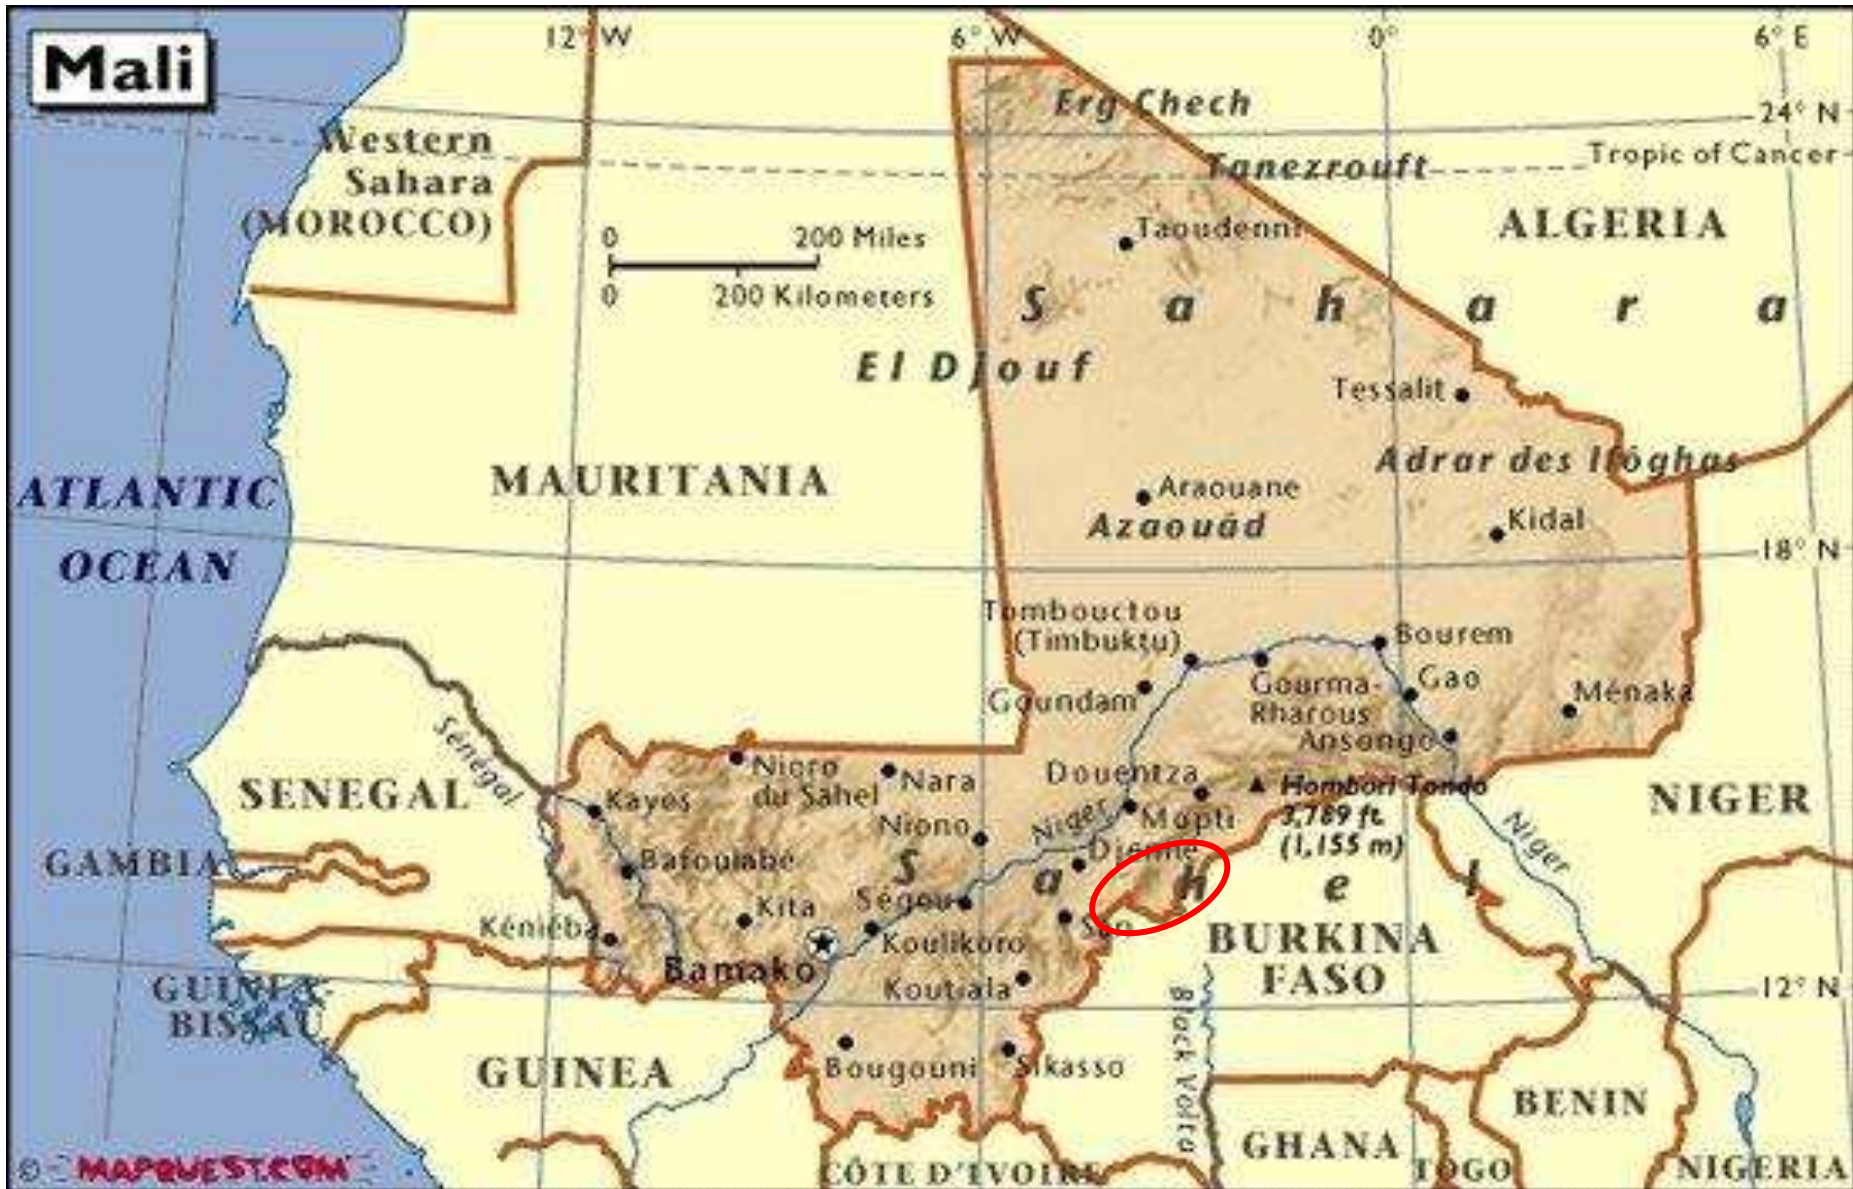 Mali
12° W
6° W
0°
6° E
Erg Chech
24° N
Western
Sahara
(MOROCCO)
Tanezrouft
Tropic of Cancer
ALGERIA
Taoudenni
0 200 Miles
0 200 Kilometers
S a h a r a
El Djouf
Tessalit
MAURITANIA
Adrar des Ifôghas
ATLANTIC
OCEAN
Araouane
Azaouâd
Kidal
18° N
Tombouctou
(Timbuktu)
Bourem
Goundam
Gourma-
Rharous
Gao
Ménaka
Ansongo
Sénégal
Nioro
du Sahel
Nara
Douentza
Hombori Tondo
3,789 ft.
(1,155 m)
SENEGAL
Kayes
Niono
Niger
Mopti
Niger
NIGER
GAMBIA
Bafoulabé
Djenné
S a h e l
Ségou
Kita
San
Kéniéba
Koulikoro
BURKINA
FASO
Bamako
Koutiala
12° N
GUINEA-
BISSAU
Black Volta
GUINEA
Bougouni
Sikasso
BENIN
GHANA
TOGO
NIGERIA
CÔTE D'IVOIRE
© MAPQUEST.COM